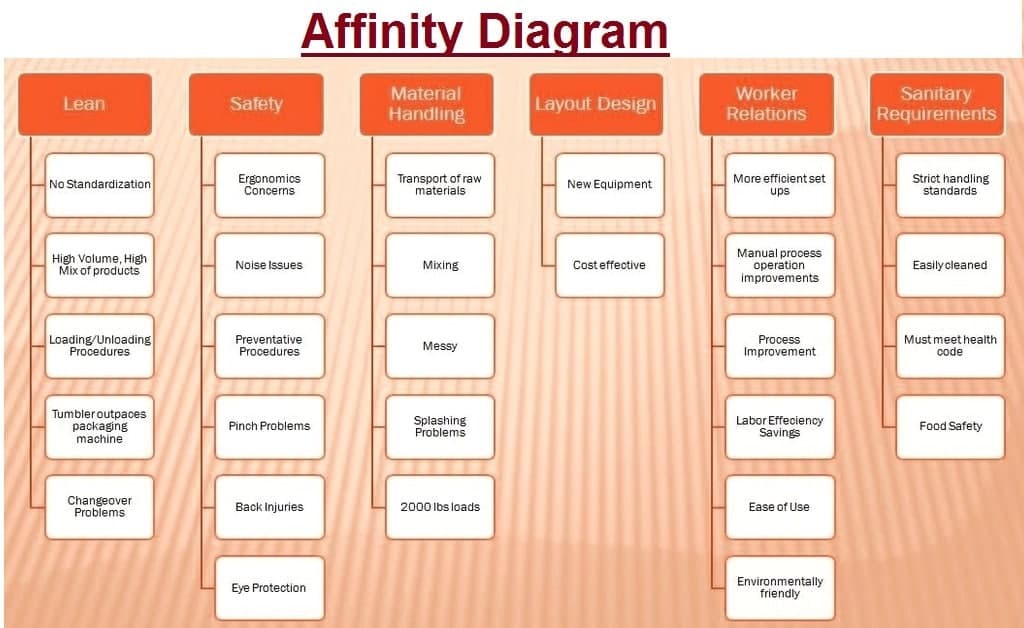 Affinity Diagram
Lean
No Standardization
High Volume, High
Mix of products
Loading/Unloading
Procedures
Tumbler outpaces
packaging
machine
Changeover
Problems
Safety
Ergonomics
Concerns
Noise Issues
Preventative
Procedures
Pinch Problems
Back Injuries
Eye Protection
Material
Handling
Transport of raw
materials
Mixing
Messy
Splashing
Problems
2000 lbs loads
Layout Design
New Equipment
Cost effective
Worker
Relations
More efficient set
ups
Manual process
operation
improvements
Process
Improvement
Labor Effeciency
Savings
Ease of Use
Environmentally
friendly
Sanitary
Requirements
Strict handling
standards
Easily cleaned
Must meet health
code
Food Safety